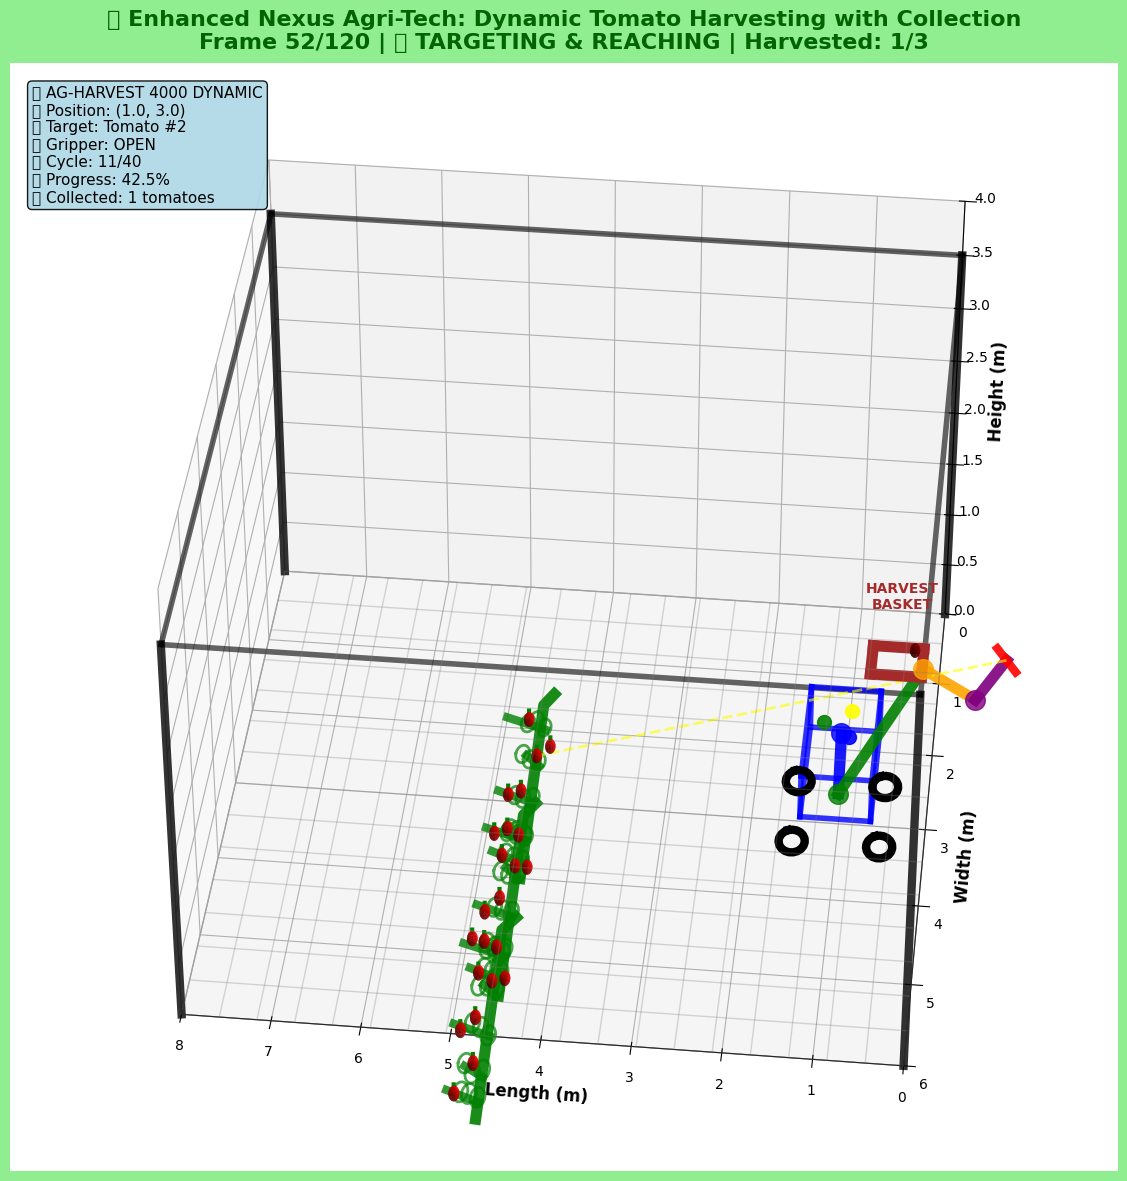 Enhanced Nexus Agri-Tech: Dynamic Tomato Harvesting with Collection
Frame 52/120 | TARGETING & REACHING | Harvested: 1/3
AG-HARVEST 4000 DYNAMIC
Position: (1.0, 3.0)
Target: Tomato #2
Gripper: OPEN
Cycle: 11/40
Progress: 42.5%
Collected: 1 tomatoes
4.0
3.5
3.0
2.5
2.0
1.5
1.0
0.5
0.0
Height (m)
HARVEST
BASKET
0
1
2
3
4
5
6
Width (m)
8
7
6
5
4
3
2
1
0
Length (m)